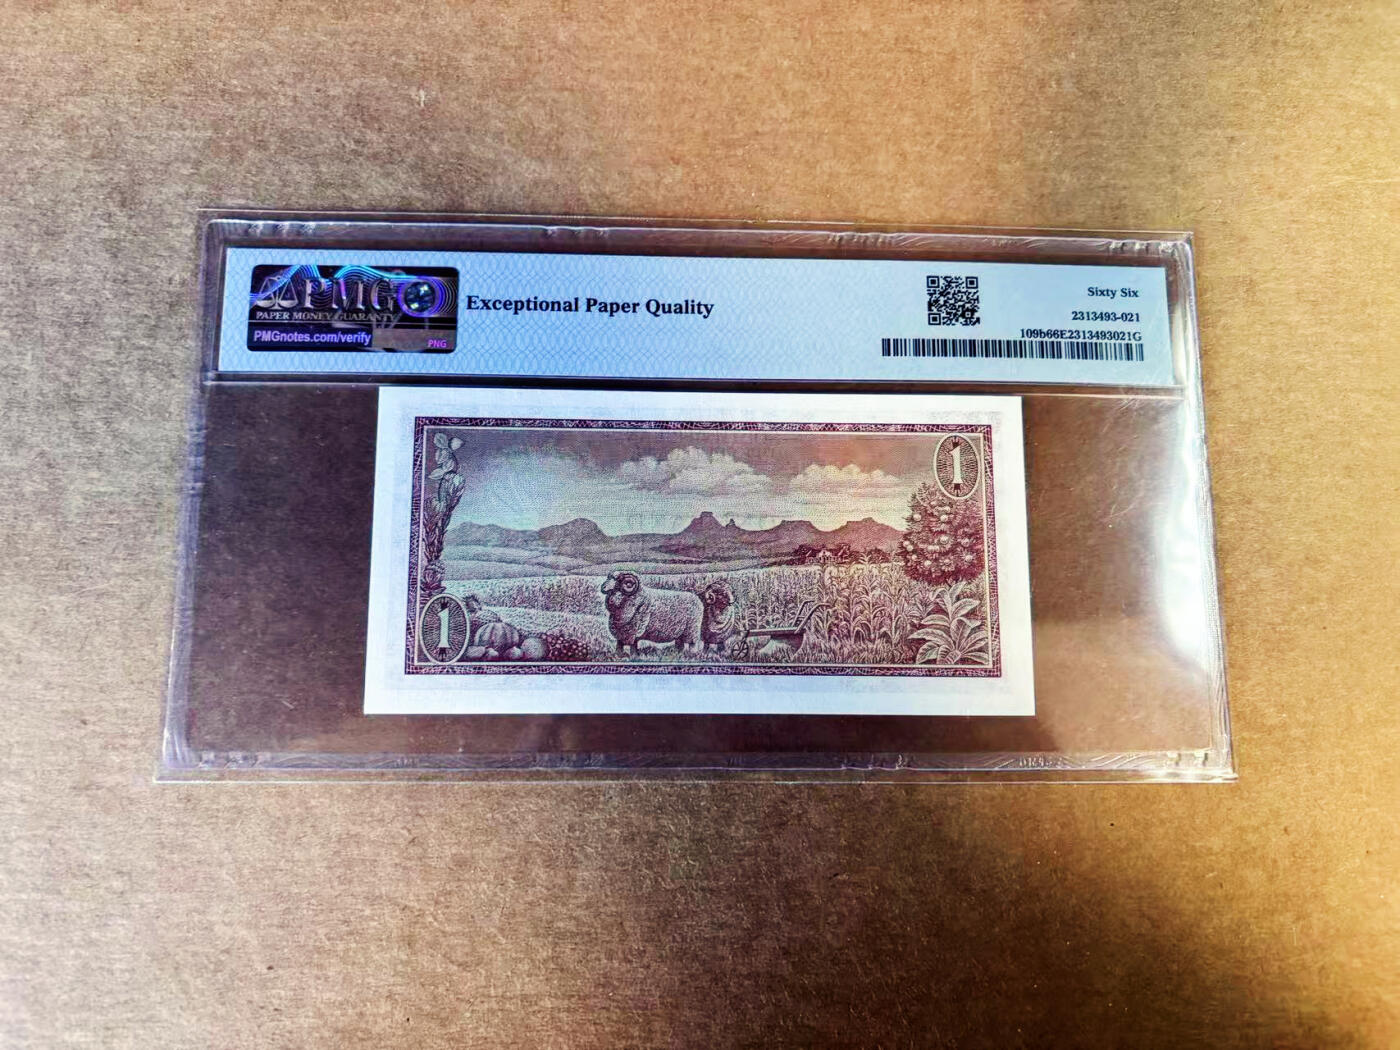 PMG
PAPER MONEY GUARANTY
PMGnotes.com/verify
PNG
Exceptional Paper Quality
Sixty Six
2313493-021
109b66E2313493021G
1
1